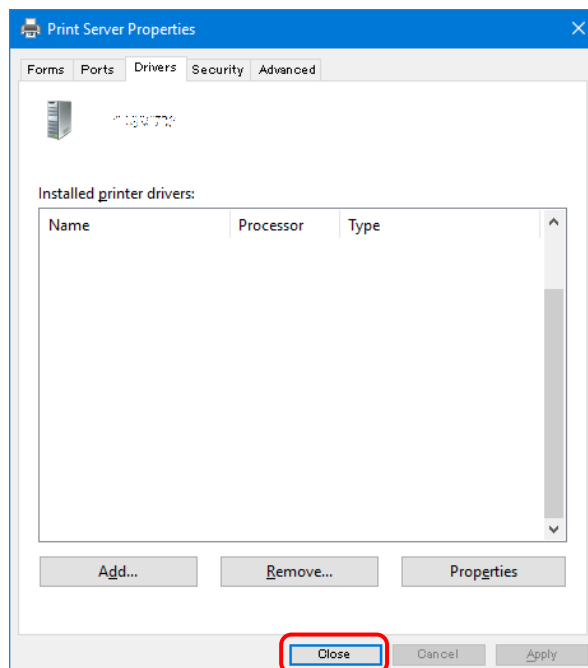 Print Server Properties
Forms Ports Drivers Security Advanced
Installed printer drivers:
Name Processor Type
Add... Remove... Properties
Close Cancel Apply